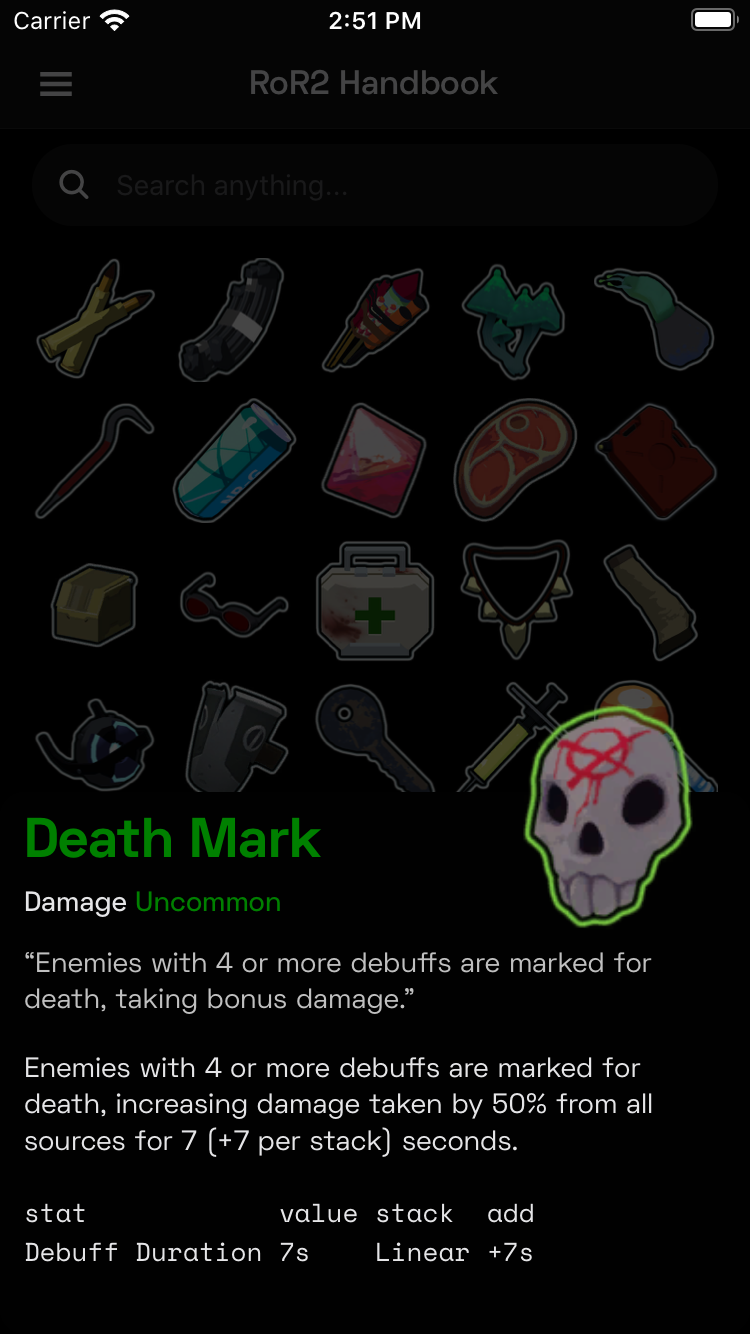 Carrier 2:51 PM
RoR2 Handbook
Search anything...
Death Mark
Damage Uncommon
“Enemies with 4 or more debuffs are marked for
death, taking bonus damage.”
Enemies with 4 or more debuffs are marked for
death, increasing damage taken by 50% from all
sources for 7 (+7 per stack) seconds.
stat value stack add
Debuff Duration 7s Linear +7s